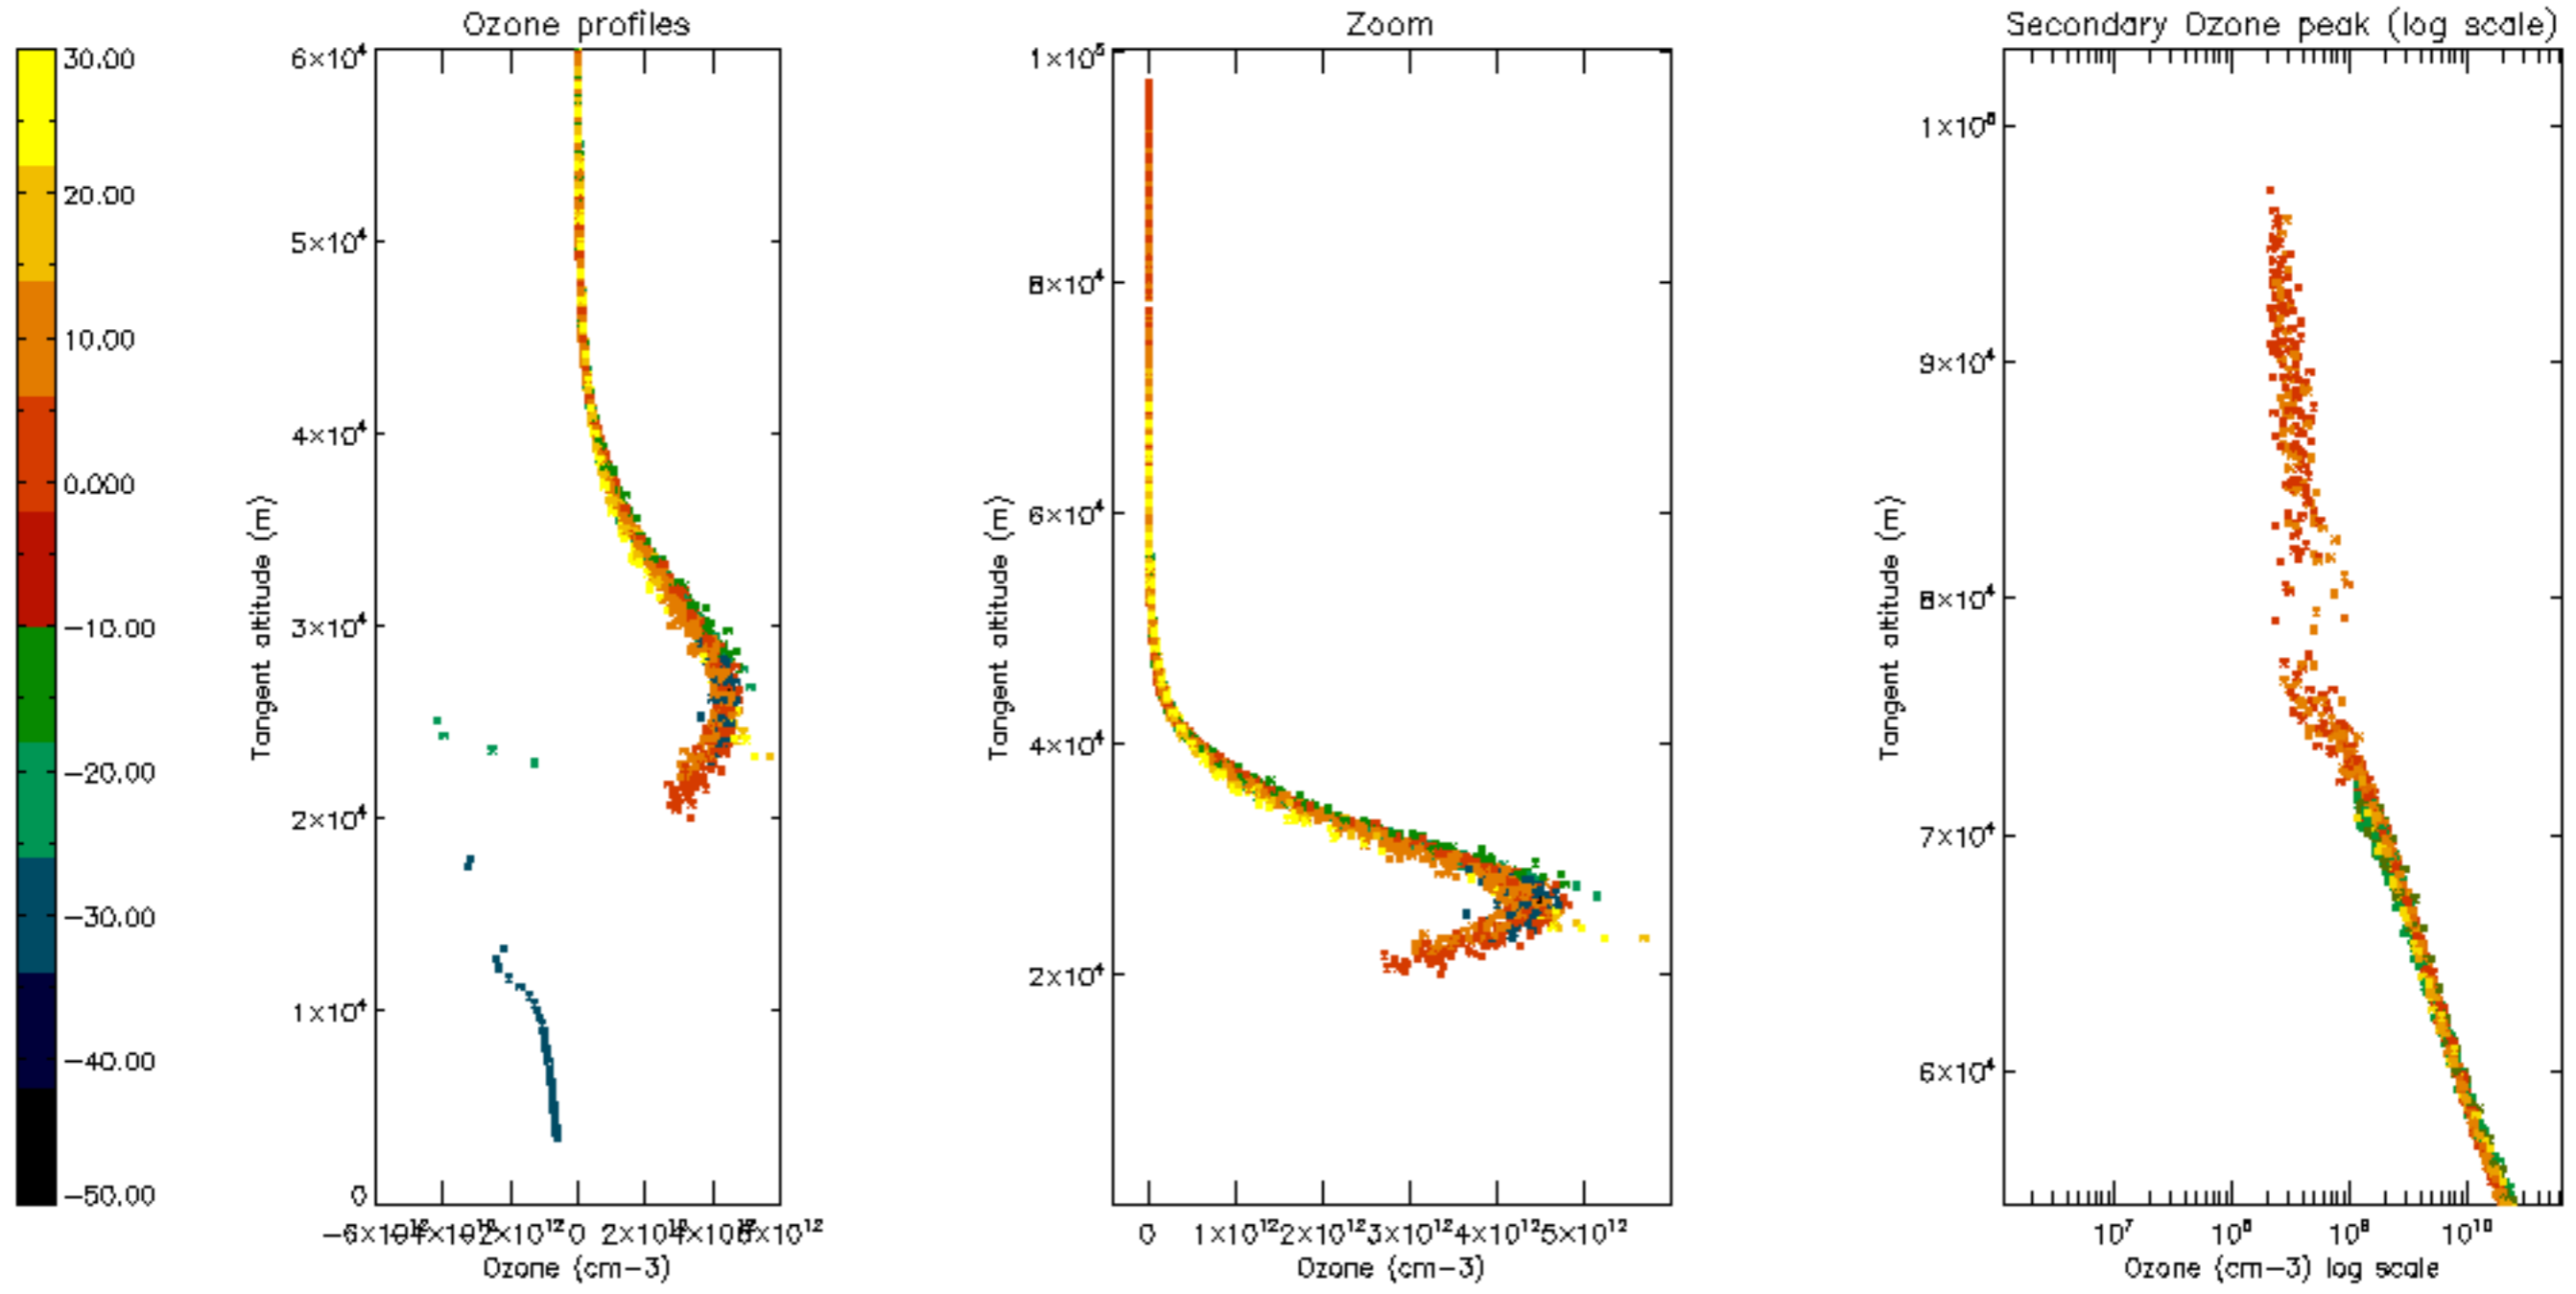 Ozone profiles
Zoom
Secondary Ozone peak (log scale)
30.00
20.00
10.00
0.000
−10.00
−20.00
−30.00
−40.00
−50.00
6×10⁴
5×10⁴
4×10⁴
3×10⁴
2×10⁴
1×10⁴
0
Tangent altitude (m)
0
Ozone (cm−3)
1×10⁵
8×10⁴
6×10⁴
4×10⁴
2×10⁴
Tangent altitude (m)
0 1×10¹² 2×10¹² 3×10¹² 4×10¹² 5×10¹²
Ozone (cm−3)
9×10⁴
8×10⁴
7×10⁴
6×10⁴
Tangent altitude (m)
10⁷ 10⁸ 10⁹ 10¹⁰
Ozone (cm−3) log scale